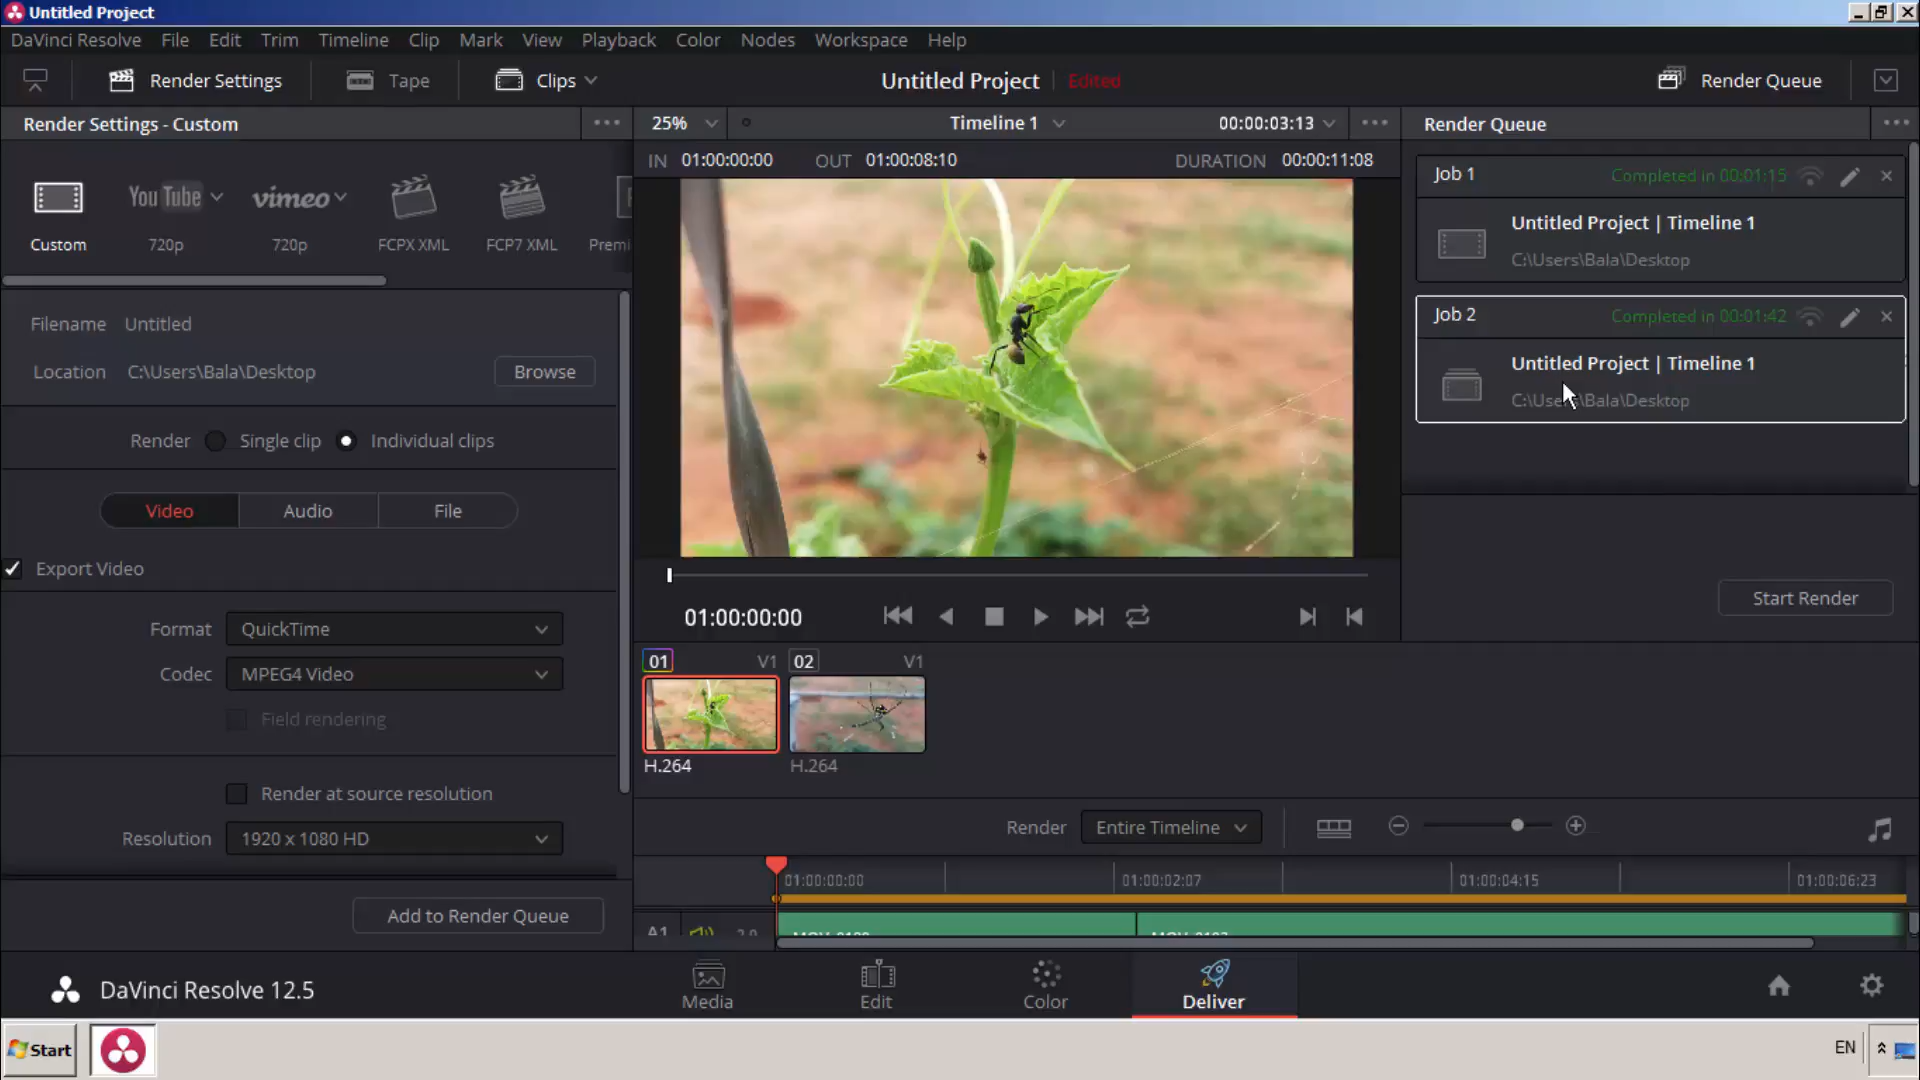 Untitled Project
DaVinci Resolve File Edit Trim Timeline Clip Mark View Playback Color Nodes Workspace Help
Render Settings Tape Clips Untitled Project Edited Render Queue
Render Settings - Custom 25% Timeline 1 00:00:03:13 Render Queue
IN 01:00:00:00 OUT 01:00:08:10 DURATION 00:00:11:08
Job 1 Completed in 00:01:15
You Tube vimeo
Custom 720p 720p FCPX XML FCP7 XML Premi
Untitled Project | Timeline 1
C:\Users\Bala\Desktop
Job 2 Completed in 00:01:42
Untitled Project | Timeline 1
C:\Users\Bala\Desktop
Filename Untitled
Location C:\Users\Bala\Desktop Browse
Render Single clip Individual clips
Video Audio File
Export Video
Format QuickTime
Codec MPEG4 Video
Field rendering
Render at source resolution
Resolution 1920 x 1080 HD
Add to Render Queue
01:00:00:00
Start Render
01 V1 02 V1
H.264 H.264
Render Entire Timeline
01:00:00:00 01:00:02:07 01:00:04:15 01:00:06:23
A1 2.0
DaVinci Resolve 12.5 Media Edit Color Deliver
Start EN